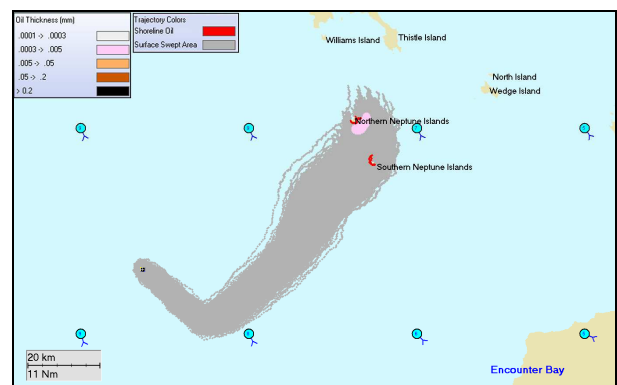 Oil Thickness (mm)
.0001 -> .0003
.0003 -> .005
.005 -> .05
.05 -> .2
> 0.2
Trajectory Colors
Shoreline Oil
Surface Swept Area
Williams Island
Thistle Island
North Island
Wedge Island
Northern Neptune Islands
Southern Neptune Islands
20 km
11 Nm
Encounter Bay